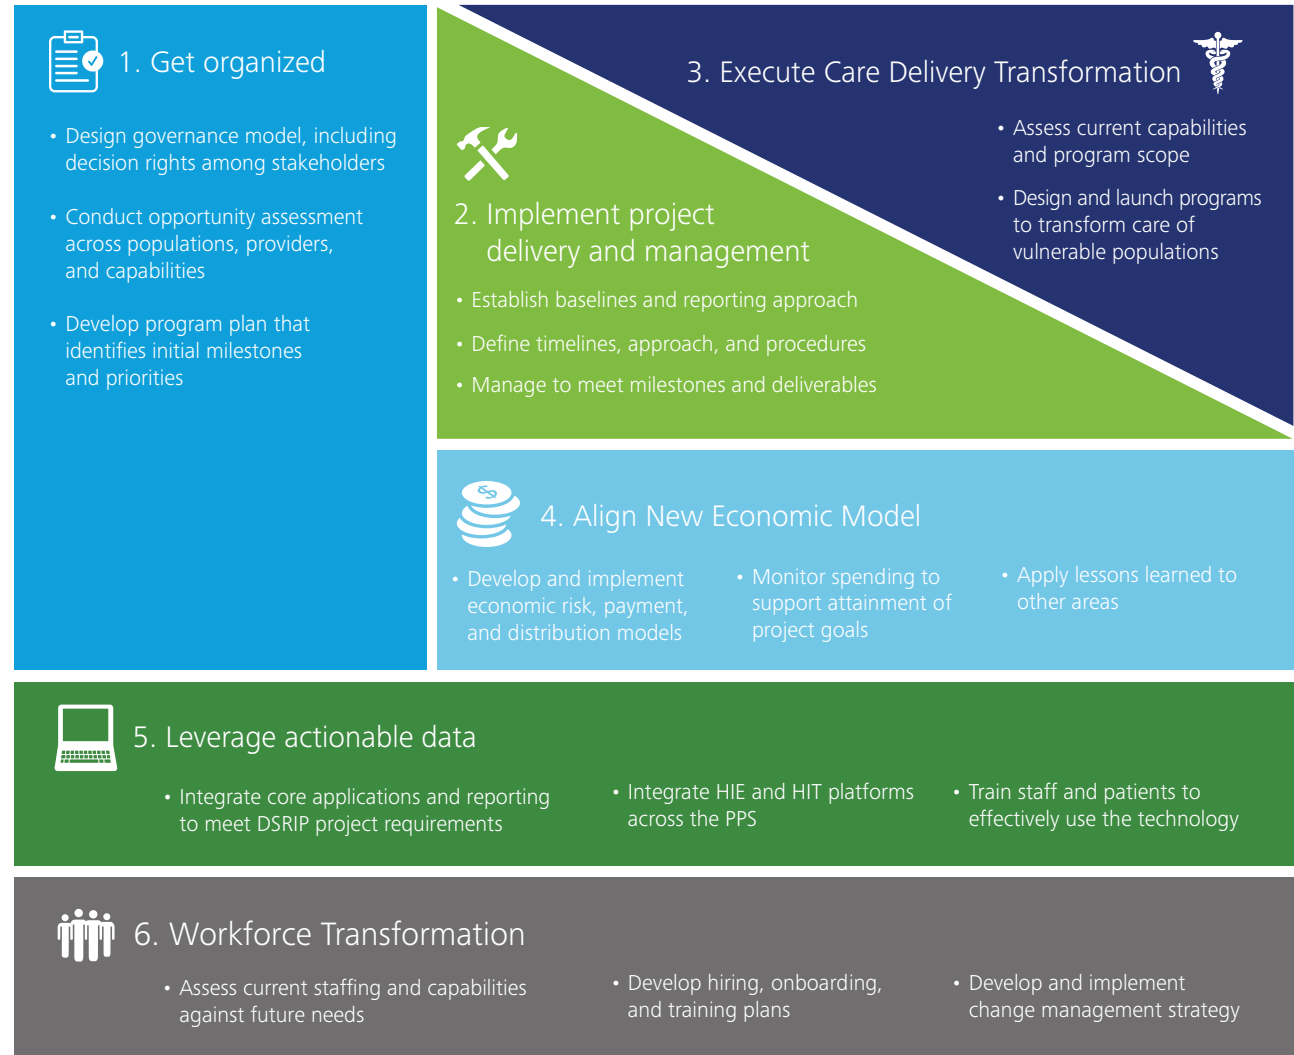 1. Get organized
• Design governance model, including
decision rights among stakeholders
• Conduct opportunity assessment
across populations, providers,
and capabilities
• Develop program plan that
identifies initial milestones
and priorities
2. Implement project
delivery and management
• Establish baselines and reporting approach
• Define timelines, approach, and procedures
• Manage to meet milestones and deliverables
3. Execute Care Delivery Transformation
• Assess current capabilities
and program scope
• Design and launch programs
to transform care of
vulnerable populations
$
4. Align New Economic Model
• Develop and implement
economic risk, payment,
and distribution models
• Monitor spending to
support attainment of
project goals
• Apply lessons learned to
other areas
5. Leverage actionable data
• Integrate core applications and reporting
to meet DSRIP project requirements
• Integrate HIE and HIT platforms
across the PPS
• Train staff and patients to
effectively use the technology
6. Workforce Transformation
• Assess current staffing and capabilities
against future needs
• Develop hiring, onboarding,
and training plans
• Develop and implement
change management strategy